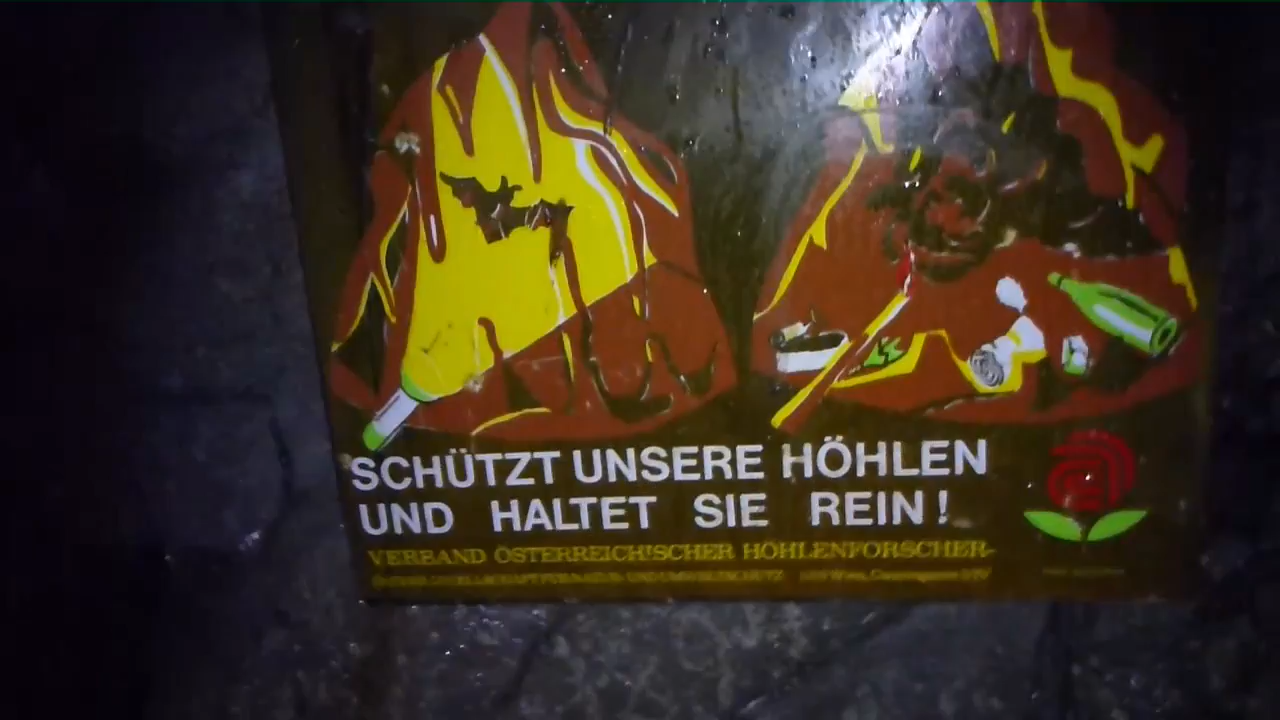 SCHÜTZT UNSERE HÖHLEN
UND HALTET SIE REIN!
VERBAND ÖSTERREICHISCHER HÖHLENFORSCHER-